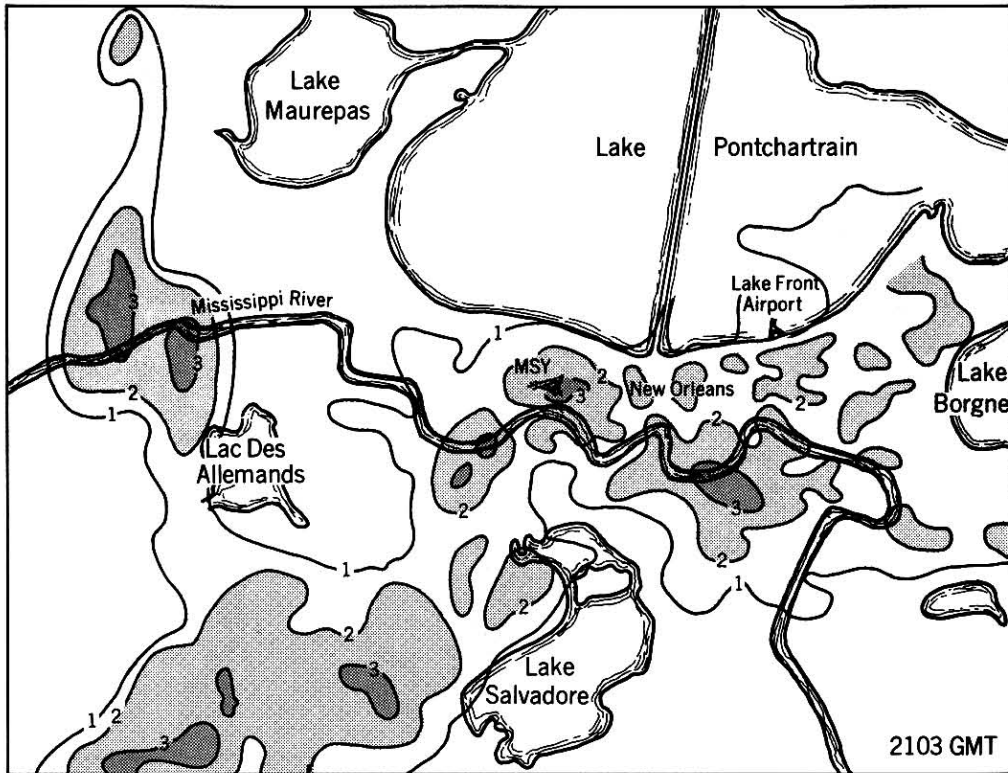 Lake
Maurepas
Lake
Pontchartrain
3
Mississippi River
Lake Front
Airport
1
MSY
2
3
New Orleans
2
Lake
Borgne
3
2
1
2
Lac Des
Allemands
2
3
2
1
1
2
2
3
Lake
Salvadore
1
2
3
2103 GMT